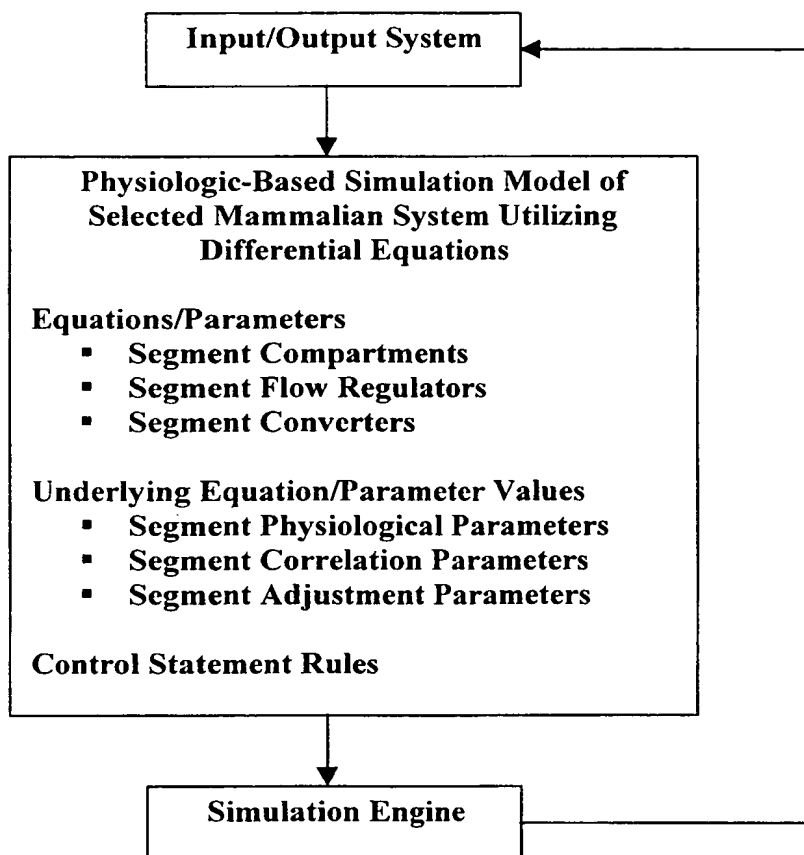 Input/Output System
Physiologic-Based Simulation Model of
Selected Mammalian System Utilizing
Differential Equations
Equations/Parameters
▪ Segment Compartments
▪ Segment Flow Regulators
▪ Segment Converters
Underlying Equation/Parameter Values
▪ Segment Physiological Parameters
▪ Segment Correlation Parameters
▪ Segment Adjustment Parameters
Control Statement Rules
Simulation Engine